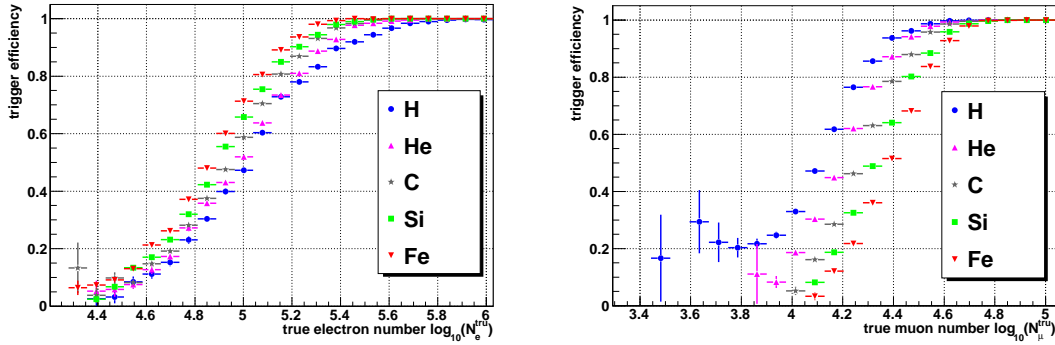 trigger efficiency
1
0.8
0.6
0.4
0.2
0
H
He
C
Si
Fe
4.4 4.6 4.8 5 5.2 5.4 5.6 5.8 6
true electron number log₁₀(Nₑᵗʳᵘ)
trigger efficiency
1
0.8
0.6
0.4
0.2
0
H
He
C
Si
Fe
3.4 3.6 3.8 4 4.2 4.4 4.6 4.8 5
true muon number log₁₀(N_μᵗʳᵘ)